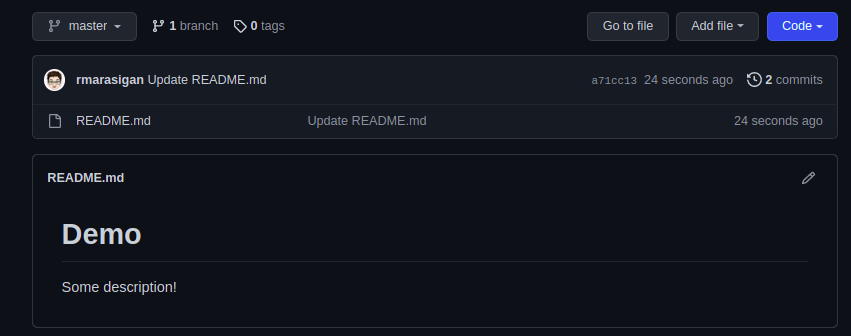 master 1 branch 0 tags Go to file Add file Code
rmarasigan Update README.md a71cc13 24 seconds ago 2 commits
README.md Update README.md 24 seconds ago
README.md
Demo
Some description!